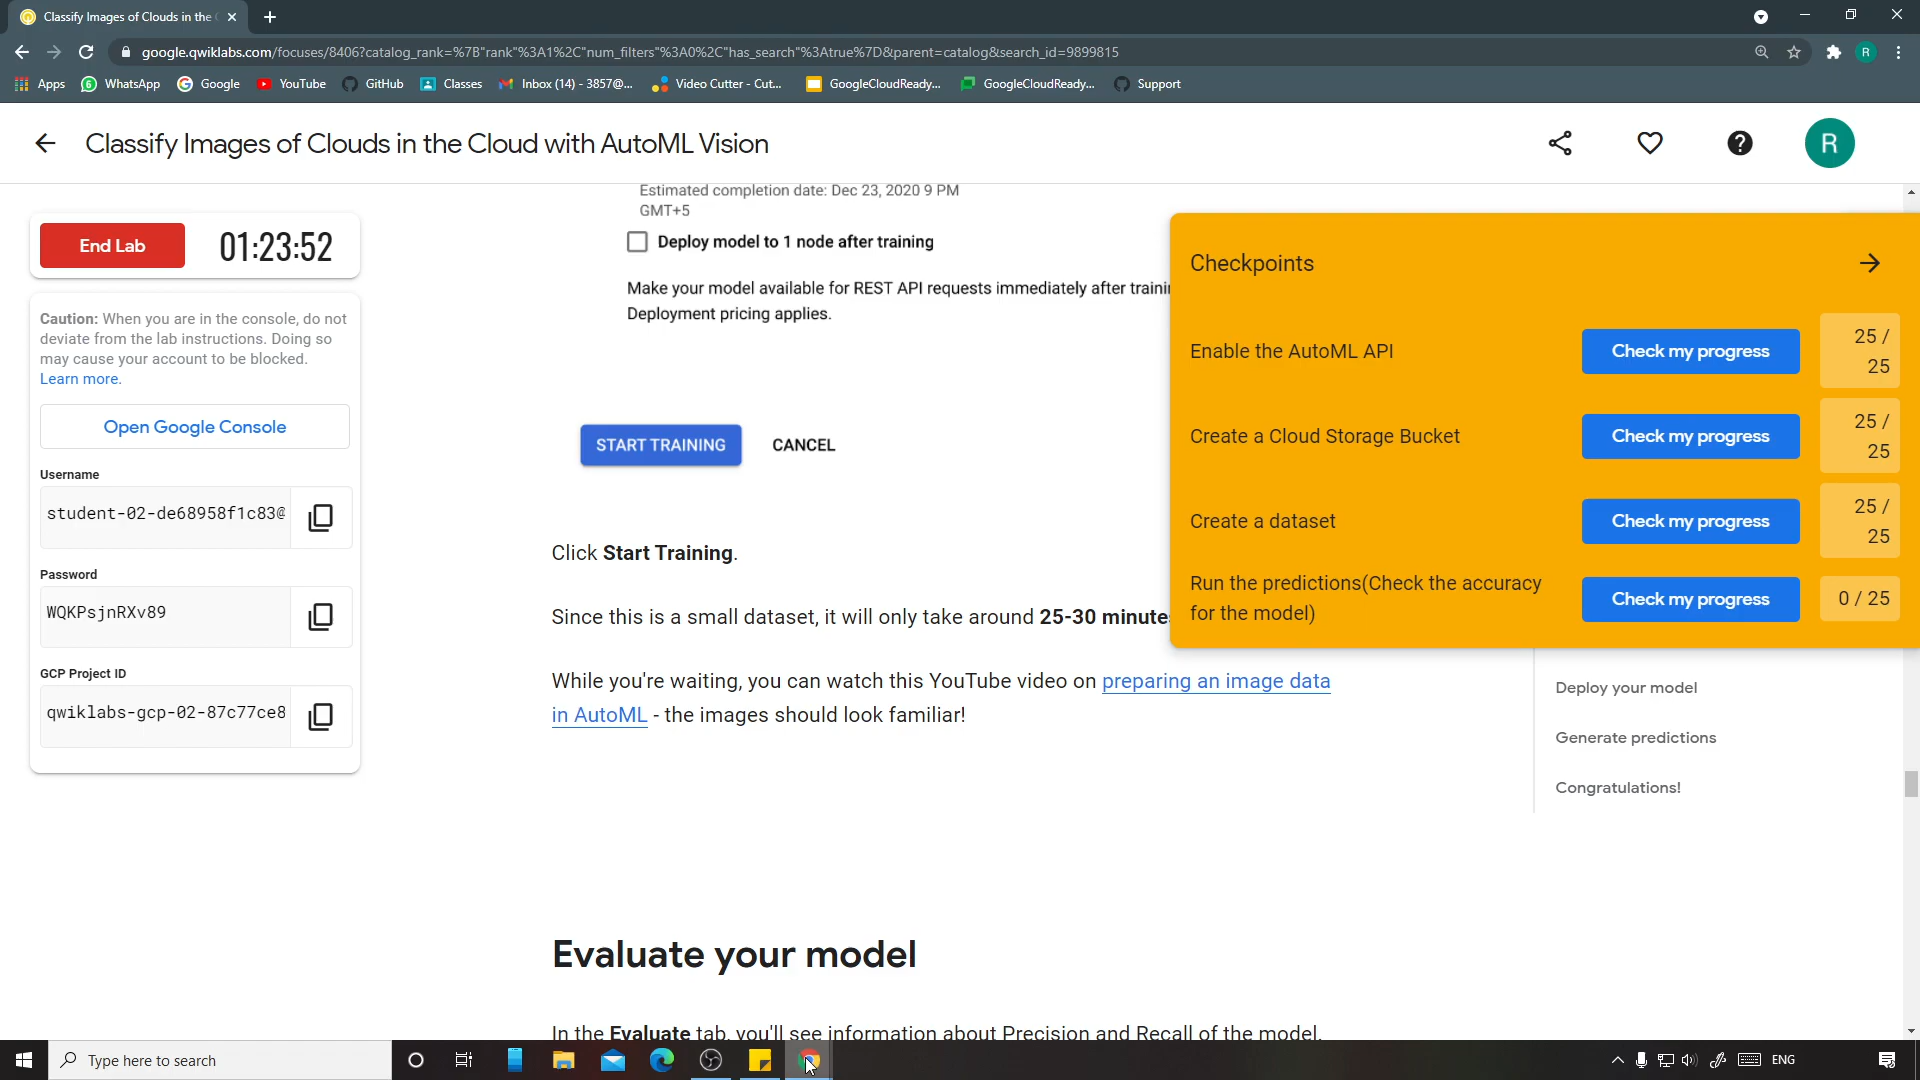 Classify Images of Clouds in the
google.qwiklabs.com/focuses/8406?catalog_rank=%7B"rank"%3A1%2C"num_filters"%3A0%2C"has_search"%3Atrue%7D&parent=catalog&search_id=9899815
R
Apps WhatsApp Google YouTube GitHub Classes Inbox (14) - 3857@... Video Cutter - Cut... GoogleCloudReady... GoogleCloudReady... Support
Classify Images of Clouds in the Cloud with AutoML Vision
R
End Lab 01:23:52
Caution: When you are in the console, do not
deviate from the lab instructions. Doing so
may cause your account to be blocked.
Learn more.
Open Google Console
Username
student-02-de68958f1c83@
Password
WQKPsjnRXv89
GCP Project ID
qwiklabs-gcp-02-87c77ce8
Estimated completion date: Dec 23, 2020 9 PM
GMT+5
Deploy model to 1 node after training
Make your model available for REST API requests immediately after
Deployment pricing applies.
START TRAINING CANCEL
Click Start Training.
Since this is a small dataset, it will only take around 25-30
While you're waiting, you can watch this YouTube video on preparing an image data
in AutoML - the images should look familiar!
Evaluate your model
In the Evaluate tab, you'll see information about Precision and Recall of the model.
Checkpoints
Enable the AutoML API Check my progress 25 /
25
Create a Cloud Storage Bucket Check my progress 25 /
25
Create a dataset Check my progress 25 /
25
Run the predictions(Check the accuracy
for the model) Check my progress 0 / 25
Deploy your model
Generate predictions
Congratulations!
Type here to search
ENG